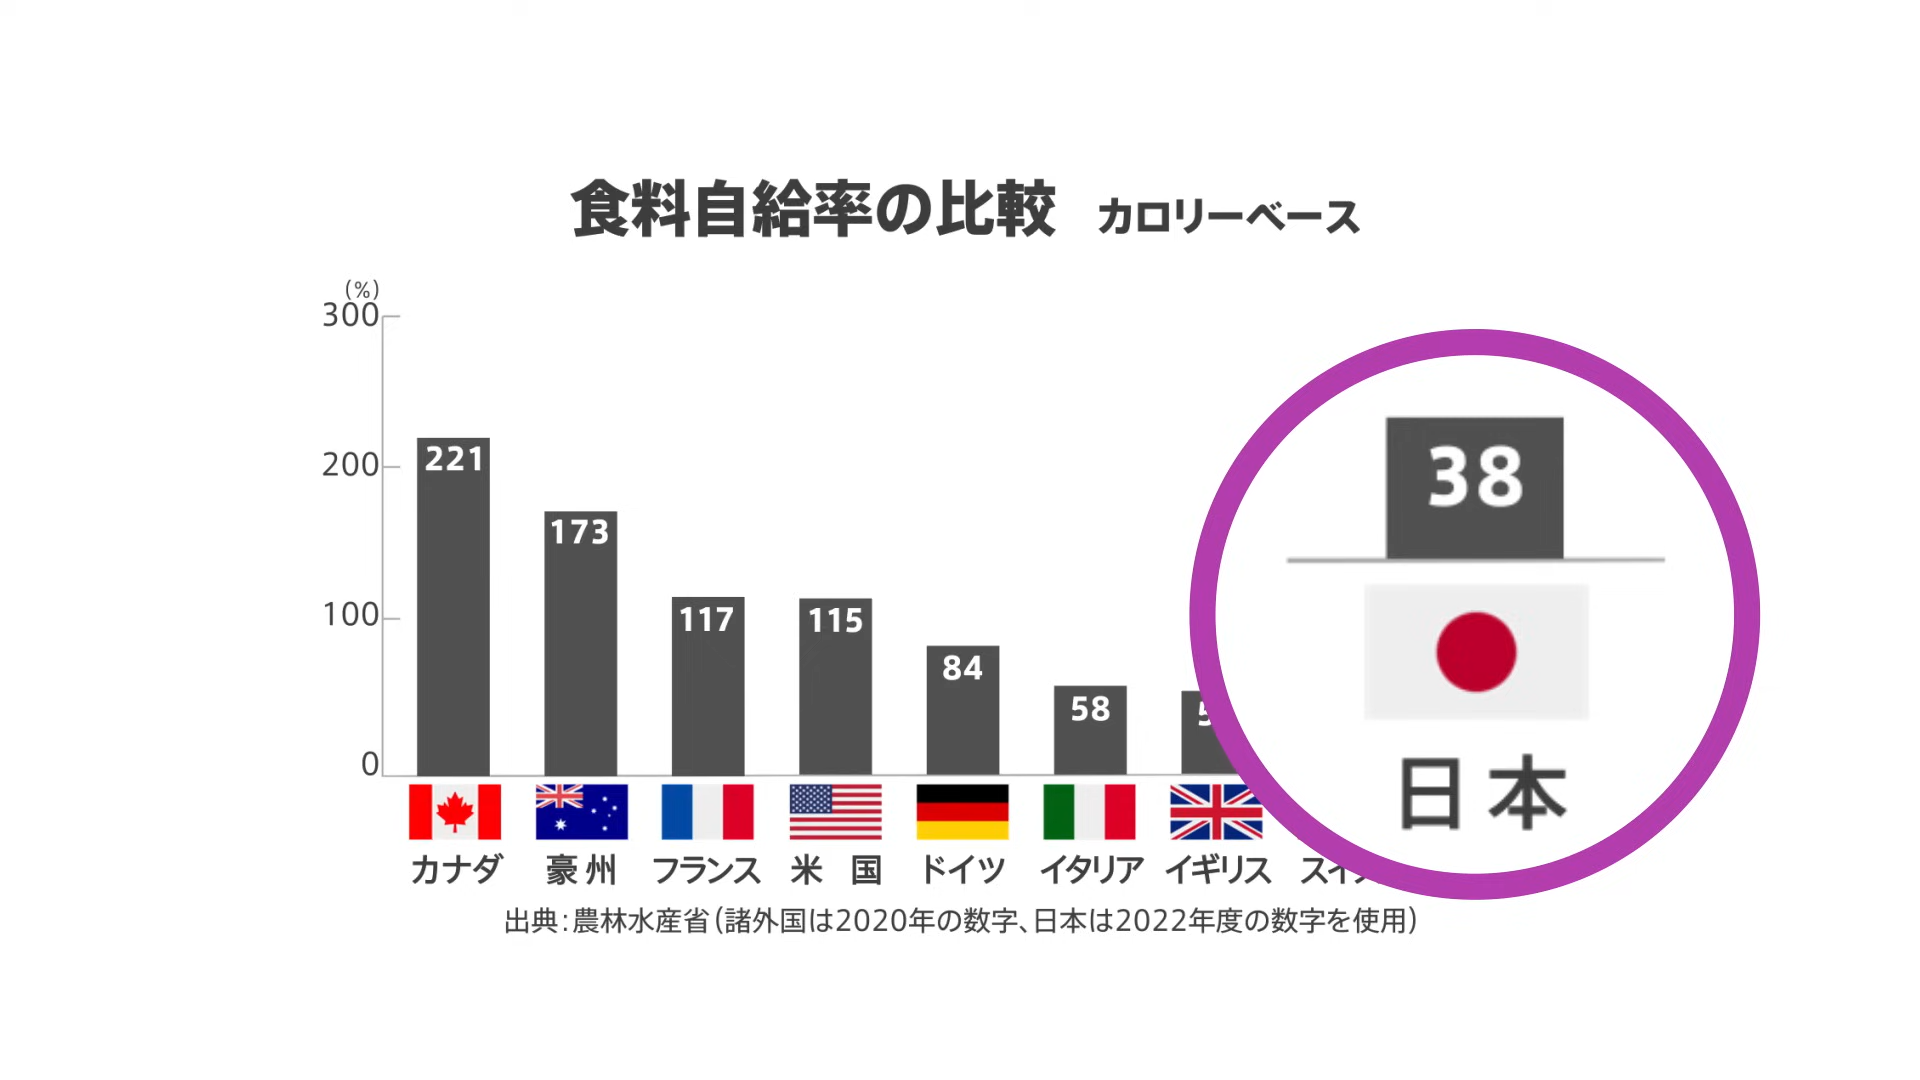 食料自給率の比較 カロリーベース
(%)
300
200
100
0
221
173
117
115
84
58
38
カナダ
豪州
フランス
米 国
ドイツ
イタリア
イギリス
日本
出典:農林水産省(諸外国は2020年の数字、日本は2022年度の数字を使用)